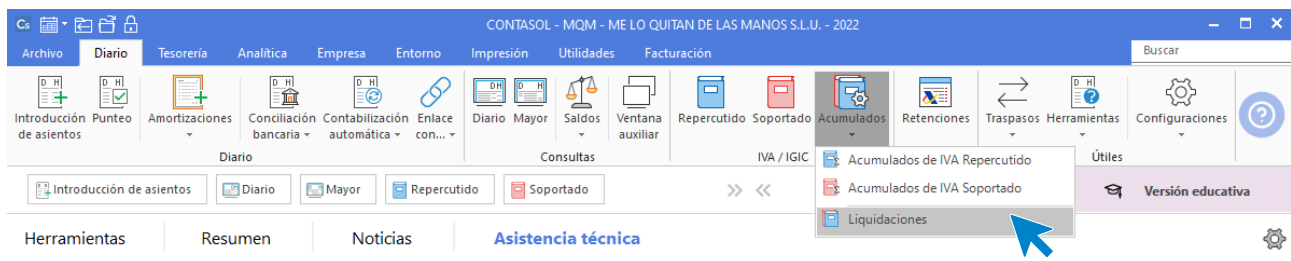 Cs
CONTASOL - MQM - ME LO QUITAN DE LAS MANOS S.L.U. - 2022
Archivo Diario Tesorería Analítica Empresa Entorno Impresión Utilidades Facturación Buscar
Introducción de asientos
Punteo
Amortizaciones
Conciliación bancaria
Contabilización automática
Enlace con...
Diario
Mayor
Saldos
Ventana auxiliar
Repercutido
Soportado
Acumulados
Retenciones
Traspasos
Herramientas
Configuraciones
Diario Consultas IVA / IGIC Útiles
Acumulados de IVA Repercutido
Acumulados de IVA Soportado
Liquidaciones
Introducción de asientos Diario Mayor Repercutido Soportado
Versión educativa
Herramientas Resumen Noticias Asistencia técnica